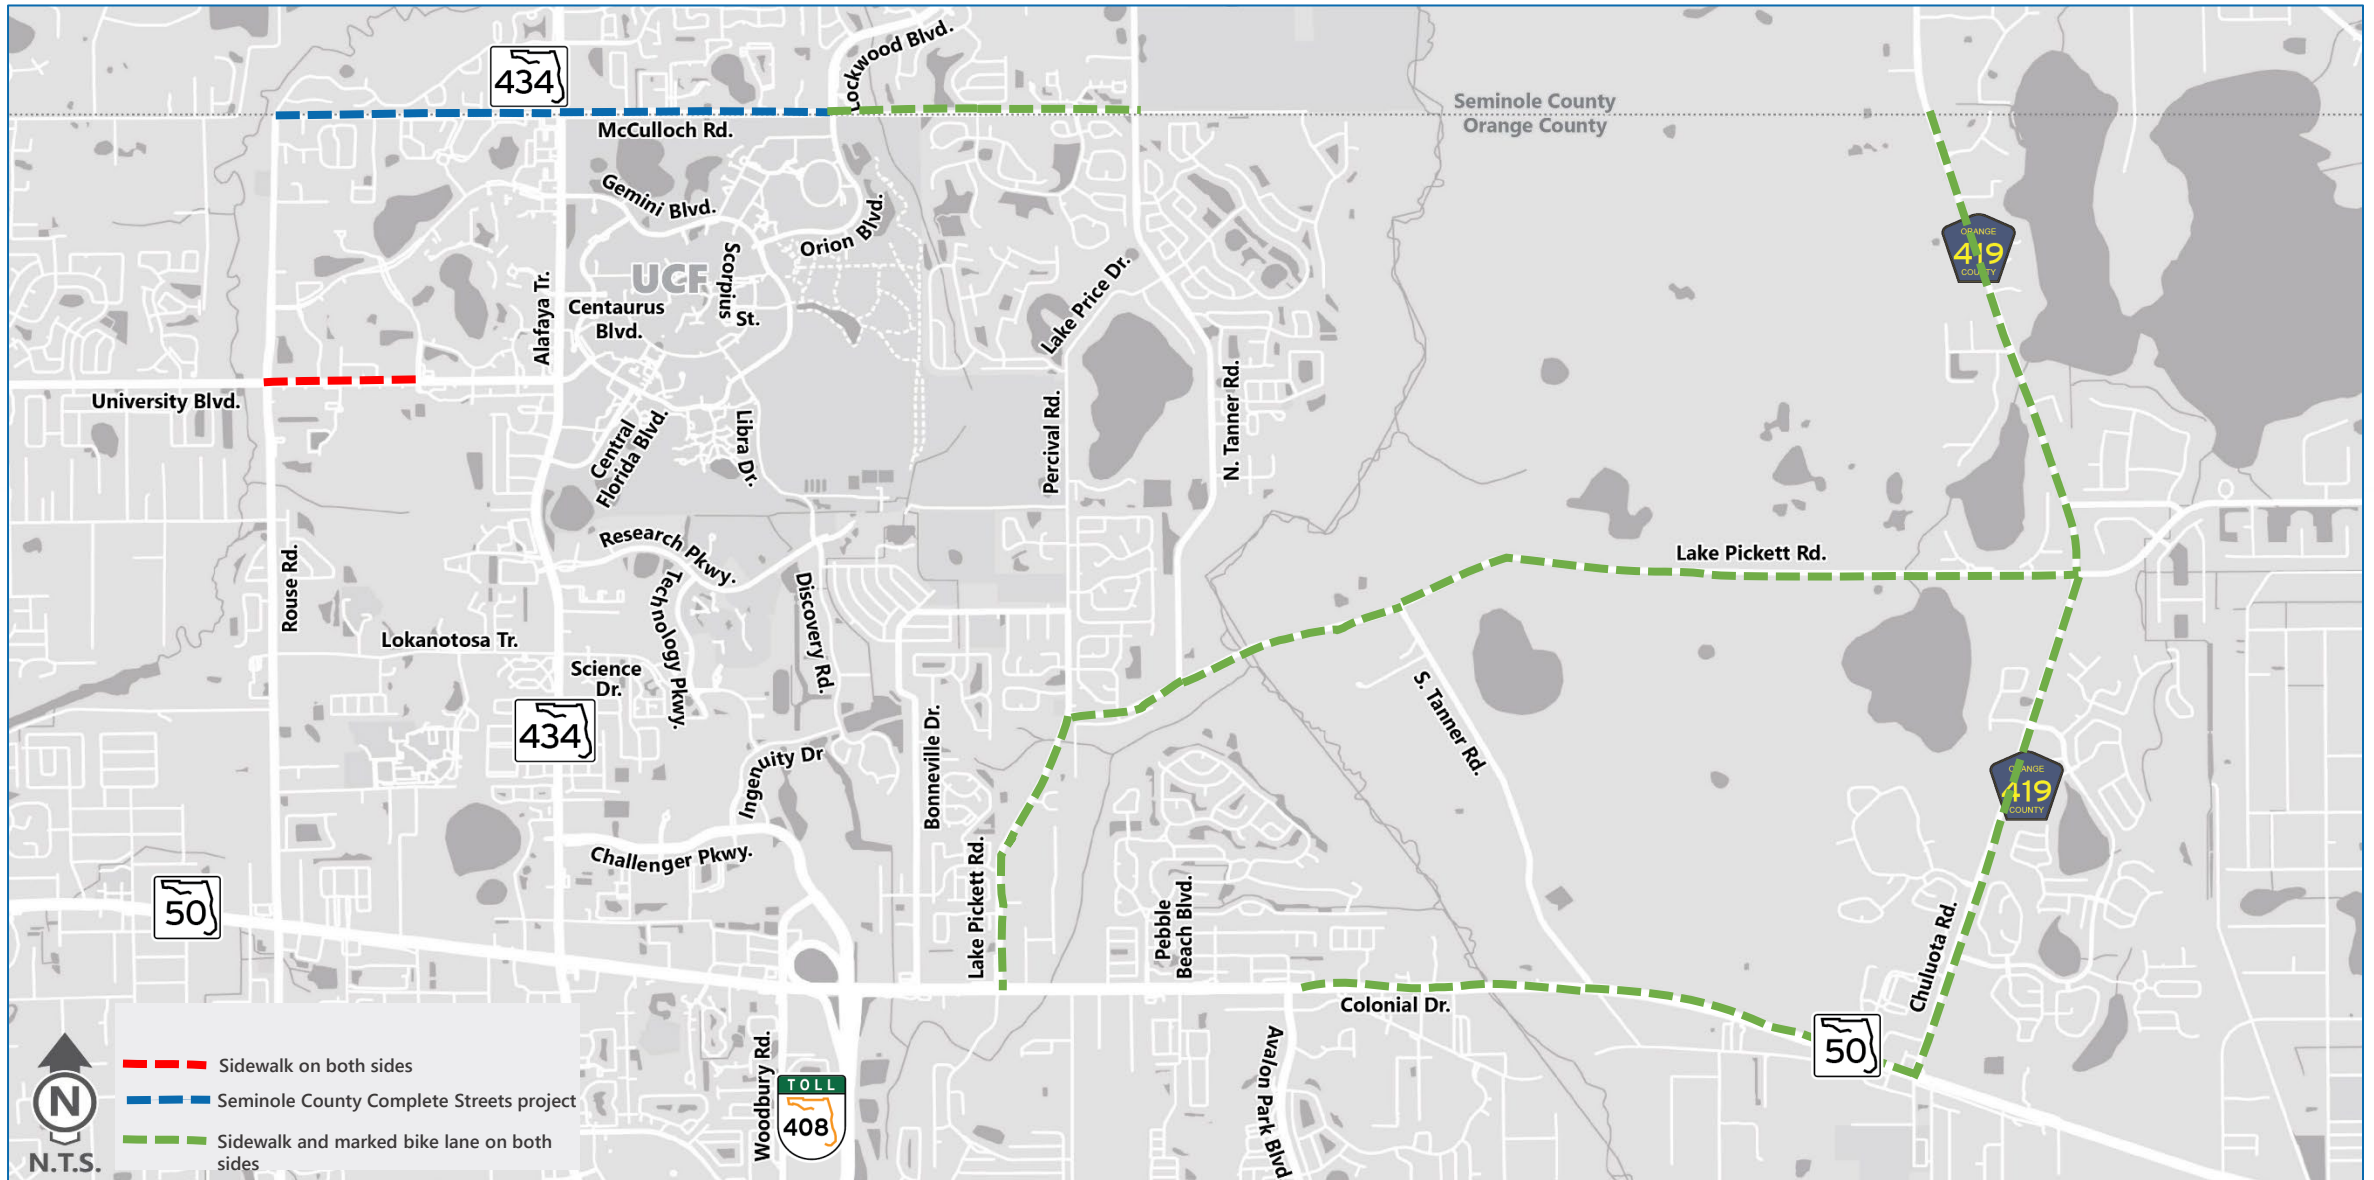 Lockwood Blvd.
434
Seminole County
Orange County
McCulloch Rd.
Gemini Blvd.
Orion Blvd.
Scorpius
St.
UCF
Centaurus
Blvd.
Alafaya Tr.
Lake Price Dr.
ORANGE
419
COUNTY
University Blvd.
Central
Florida Blvd.
Libra Dr.
Percival Rd.
N. Tanner Rd.
Rouse Rd.
Research Pkwy.
Technology Pkwy.
Discovery Rd.
Lake Pickett Rd.
Lokanotosa Tr.
Science
Dr.
434
S. Tanner Rd.
Ingenuity Dr
Bonneville Dr.
ORANGE
419
COUNTY
Challenger Pkwy.
Lake Pickett Rd.
Pebble
Beach Blvd.
50
Chuluota Rd.
Colonial Dr.
50
Woodbury Rd.
TOLL
408
Avalon Park Blvd
N
N.T.S.
Sidewalk on both sides
Seminole County Complete Streets project
Sidewalk and marked bike lane on both
sides